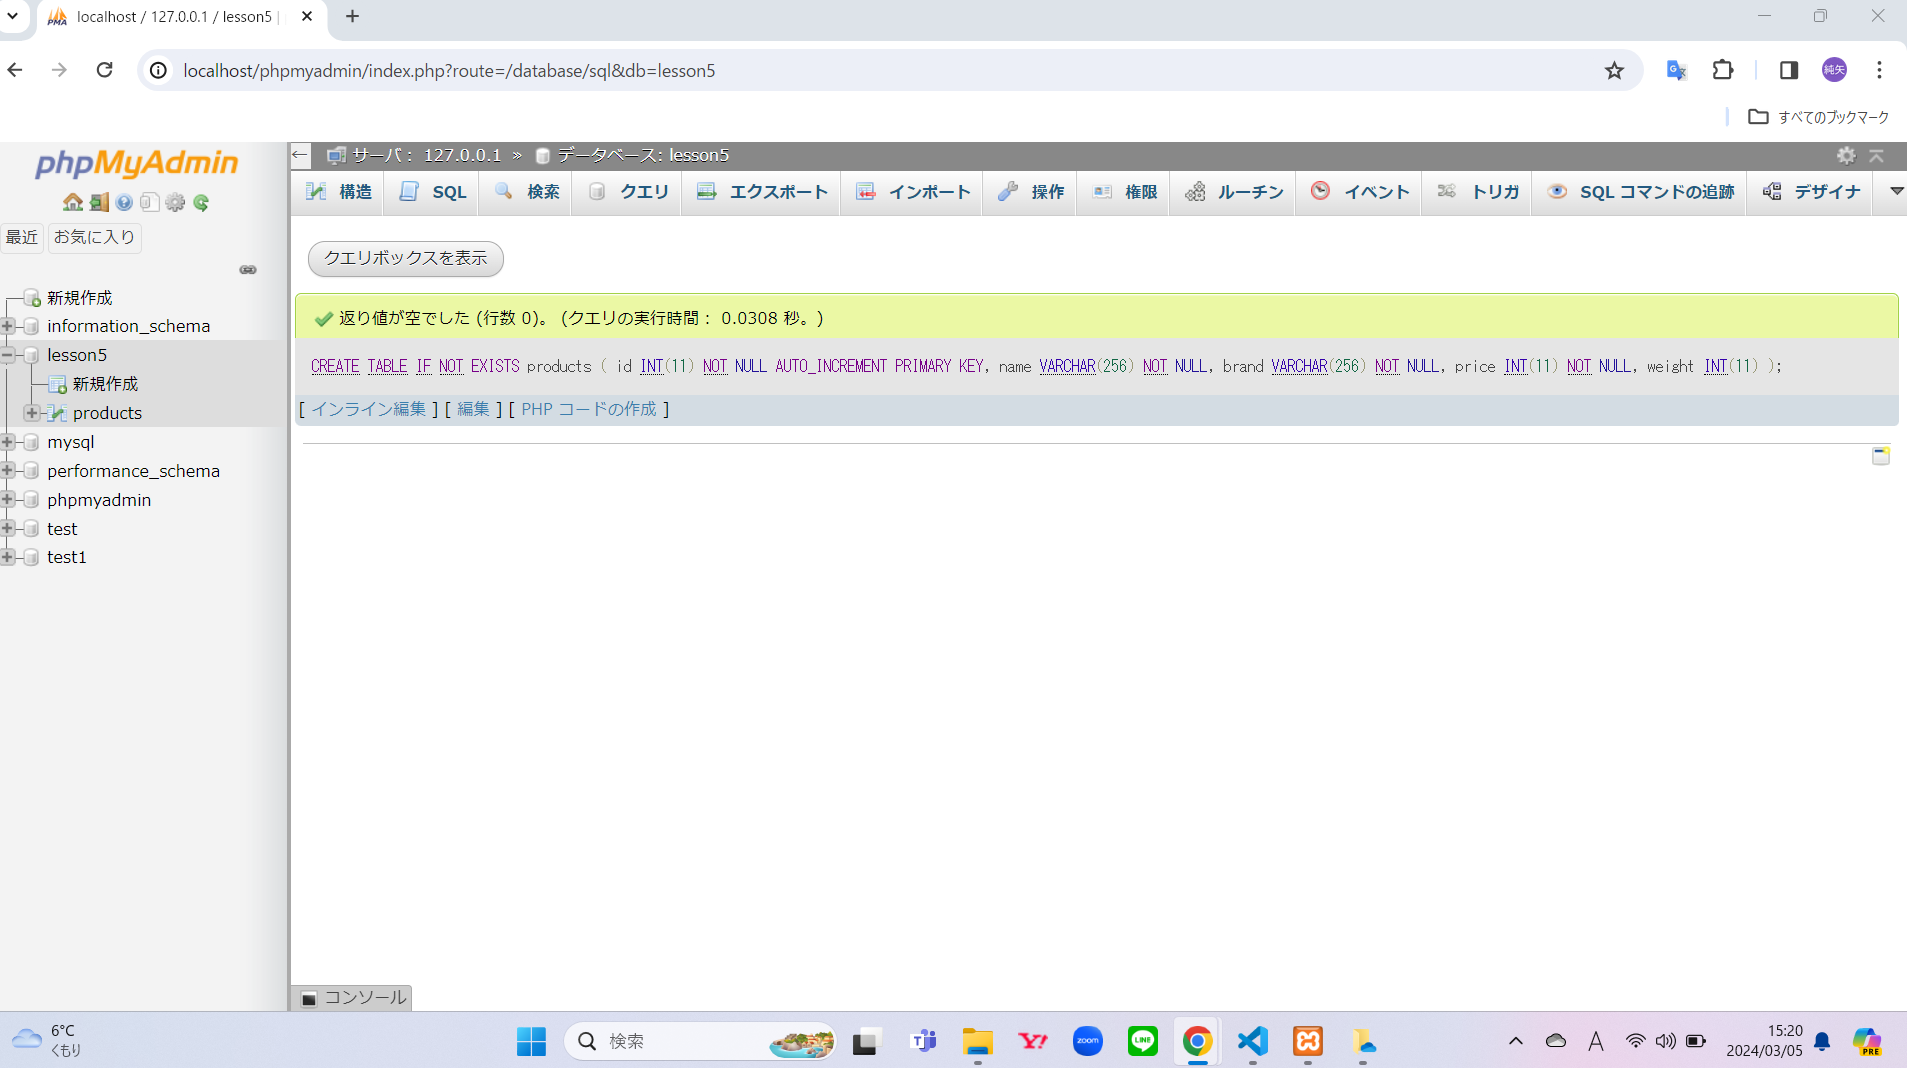 localhost / 127.0.0.1 / lesson5 |
localhost/phpmyadmin/index.php?route=/database/sql&db=lesson5
純矢
すべてのブックマーク
phpMyAdmin
最近 お気に入り
新規作成
information_schema
lesson5
新規作成
products
mysql
performance_schema
phpmyadmin
test
test1
サーバ: 127.0.0.1 » データベース: lesson5
構造 SQL 検索 クエリ エクスポート インポート 操作 権限 ルーチン イベント トリガ SQL コマンドの追跡 デザイナ
クエリボックスを表示
返り値が空でした (行数 0)。 (クエリの実行時間: 0.0308 秒。)
CREATE TABLE IF NOT EXISTS products ( id INT(11) NOT NULL AUTO_INCREMENT PRIMARY KEY, name VARCHAR(256) NOT NULL, brand VARCHAR(256) NOT NULL, price INT(11) NOT NULL, weight INT(11) );
[ インライン編集 ] [ 編集 ] [ PHP コードの作成 ]
コンソール
6°C
くもり
検索
zoom
LINE
A
15:20
2024/03/05
PRE